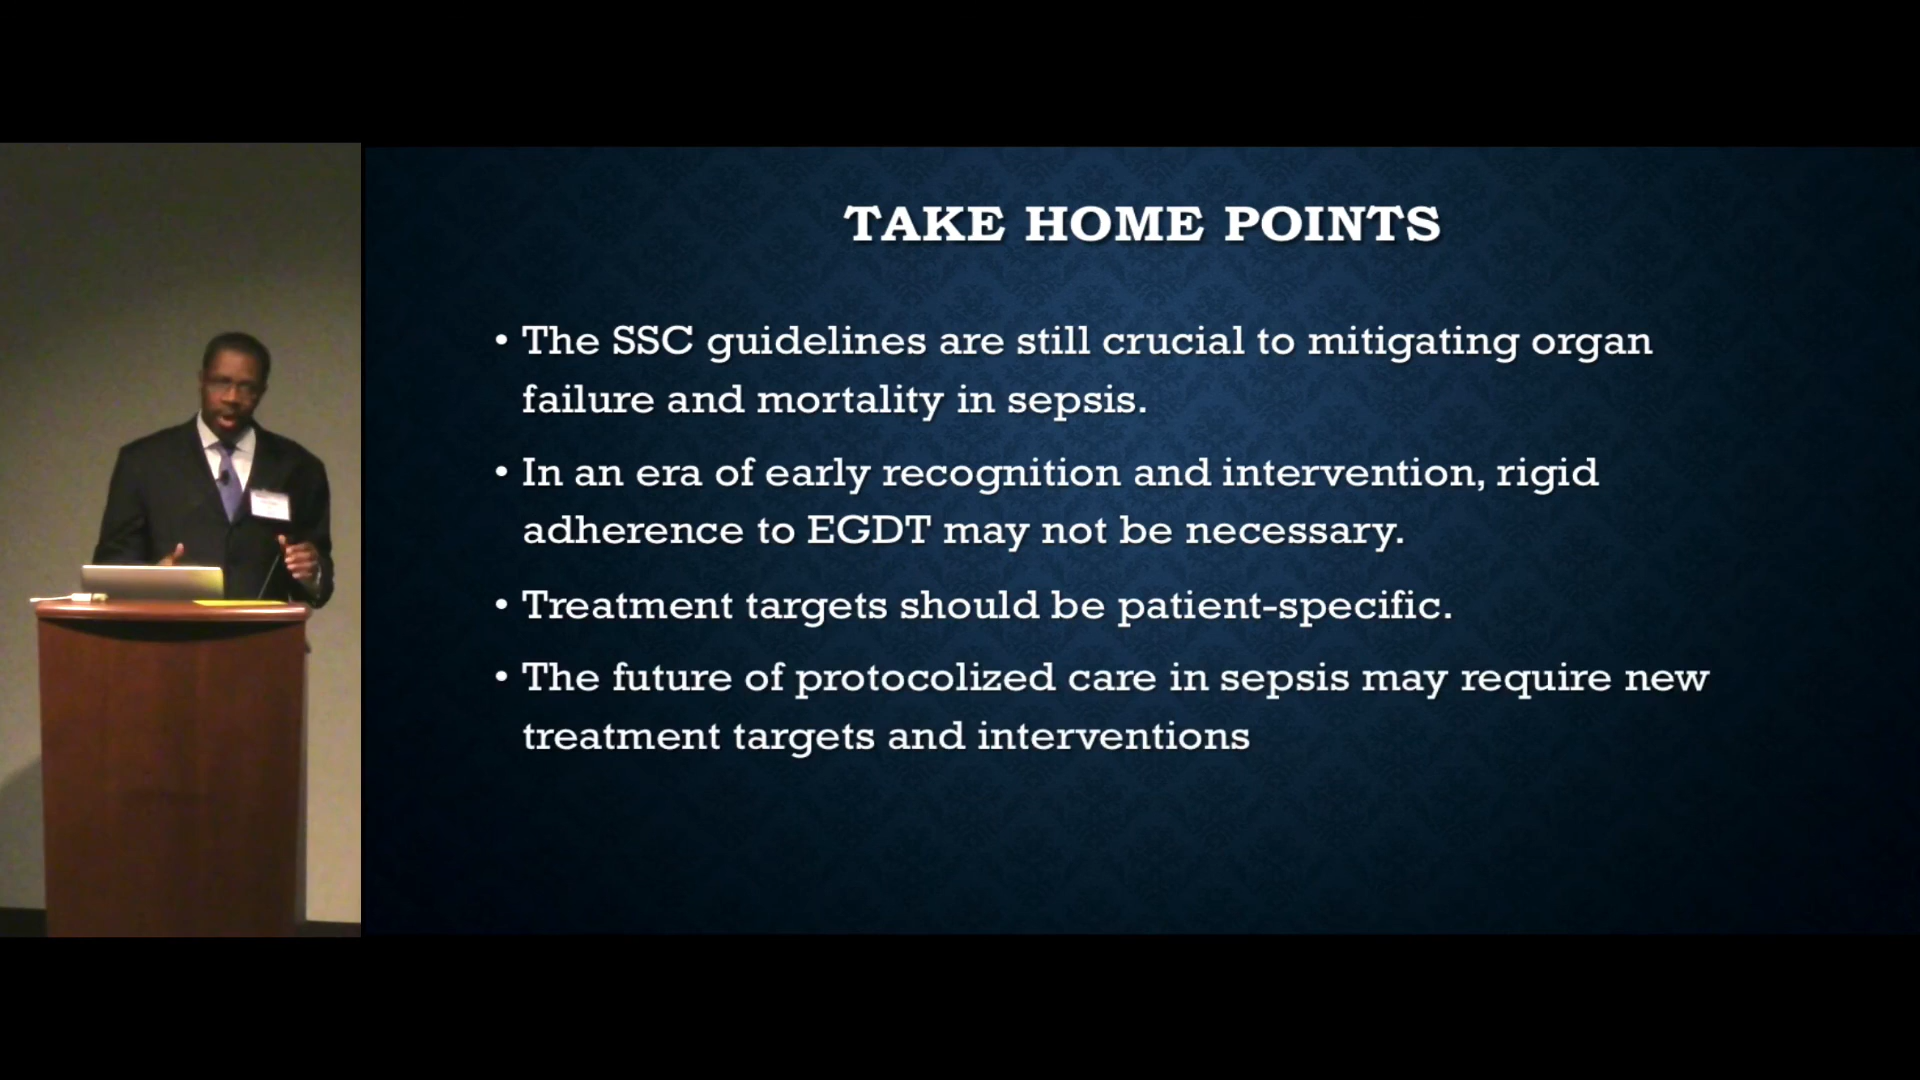 TAKE HOME POINTS
• The SSC guidelines are still crucial to mitigating organ
failure and mortality in sepsis.
• In an era of early recognition and intervention, rigid
adherence to EGDT may not be necessary.
• Treatment targets should be patient-specific.
• The future of protocolized care in sepsis may require new
treatment targets and interventions